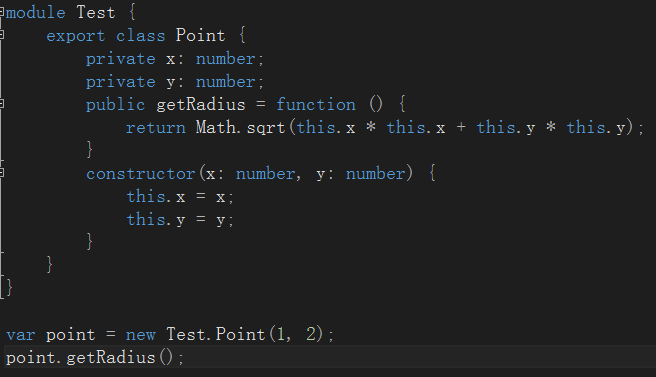 module Test {
    export class Point {
        private x: number;
        private y: number;
        public getRadius = function () {
            return Math.sqrt(this.x * this.x + this.y * this.y);
        }
        constructor(x: number, y: number) {
            this.x = x;
            this.y = y;
        }
    }
}

var point = new Test.Point(1, 2);
point.getRadius();